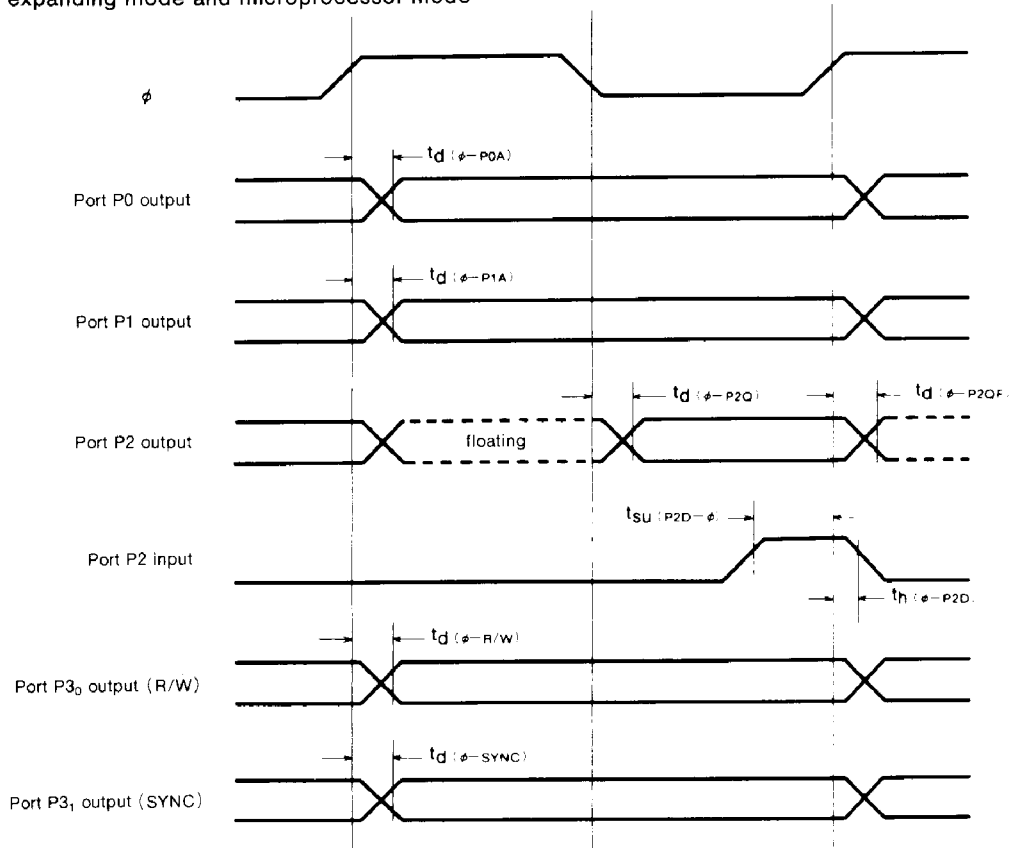 expanding mode and microprocessor mode
φ
td (φ−P0A)
Port P0 output
td (φ−P1A)
Port P1 output
td (φ−P2Q)
td (φ−P2QF)
Port P2 output
floating
tsu (P2D−φ)
Port P2 input
th (φ−P2D)
td (φ−R/W)
Port P3₀ output (R/W)
td (φ−SYNC)
Port P3₁ output (SYNC)